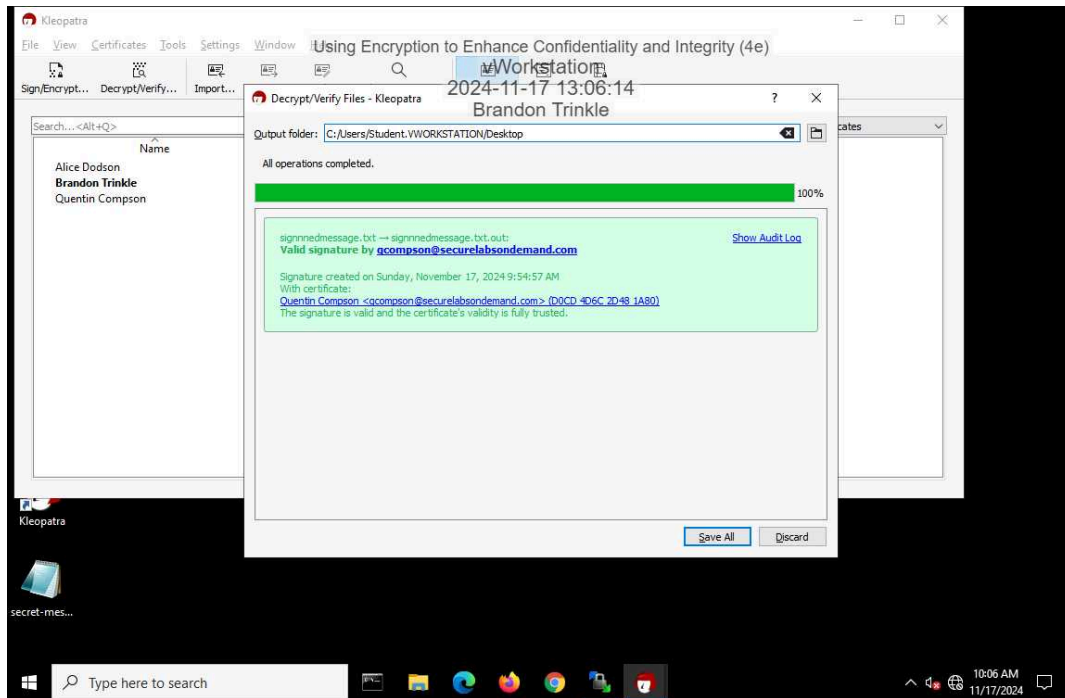 Kleopatra
File View Certificates Tools Settings Window
Using Encryption to Enhance Confidentiality and Integrity (4e)
vWorkstation
2024-11-17 13:06:14
Brandon Trinkle
Sign/Encrypt... Decrypt/Verify... Import...
Decrypt/Verify Files - Kleopatra
Search...<Alt+Q>
Name
Alice Dodson
Brandon Trinkle
Quentin Compson
Output folder: C:/Users/Student.VWORKSTATION/Desktop
All operations completed.
100%
signnnedmessage.txt → signnnedmessage.txt.out:
Show Audit Log
Valid signature by qcompson@securelabsondemand.com
Signature created on Sunday, November 17, 2024 9:54:57 AM
With certificate:
Quentin Compson <qcompson@securelabsondemand.com> (D0CD 4D6C 2D48 1A80)
The signature is valid and the certificate's validity is fully trusted.
Save All Discard
Kleopatra
secret-mes...
Type here to search
10:06 AM
11/17/2024